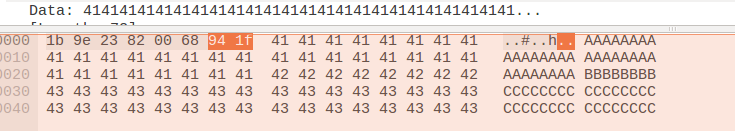 Data: 414141414141414141414141414141414141414141414141...
0000 1b 9e 23 82 00 68 94 1f 41 41 41 41 41 41 41 41 ..#..h.. AAAAAAAA
0010 41 41 41 41 41 41 41 41 41 41 41 41 41 41 41 41 AAAAAAAA AAAAAAAA
0020 41 41 41 41 41 41 41 41 42 42 42 42 42 42 42 42 AAAAAAAA BBBBBBBB
0030 43 43 43 43 43 43 43 43 43 43 43 43 43 43 43 43 CCCCCCCC CCCCCCCC
0040 43 43 43 43 43 43 43 43 43 43 43 43 43 43 43 43 CCCCCCCC CCCCCCCC